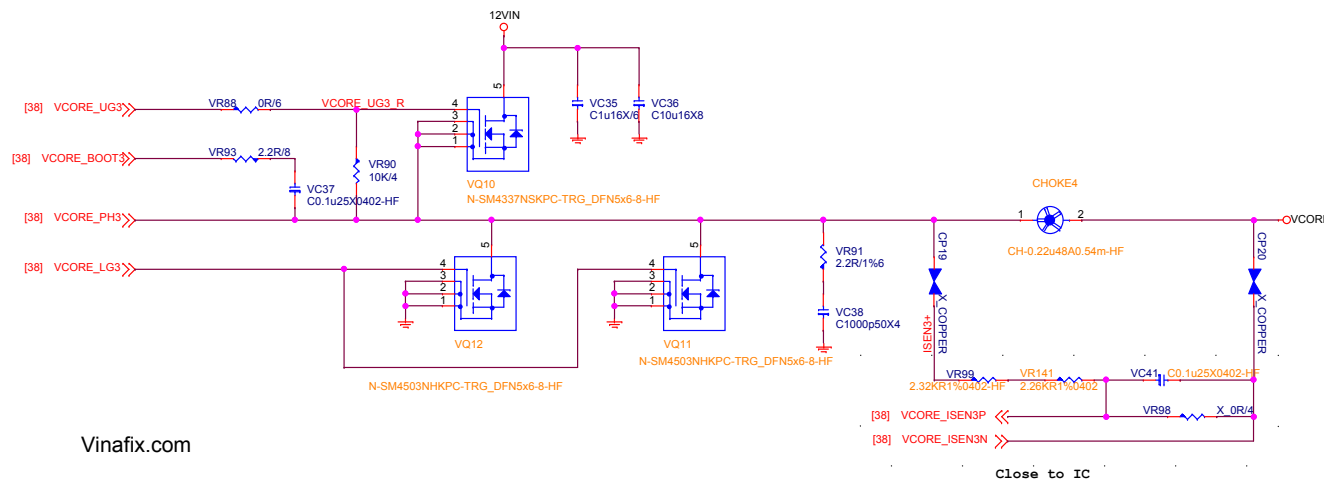 12VIN
[38] VCORE_UG3
VR88 0R/6
VCORE_UG3_R
5
4
3
2
1
VC35
C1u16X/6
VC36
C10u16X8
[38] VCORE_BOOT3
VR93 2.2R/8
VR90
10K/4
VC37
C0.1u25X0402-HF
VQ10
N-SM4337NSKPC-TRG_DFN5x6-8-HF
CHOKE4
[38] VCORE_PH3
1
2
VCORE
CH-0.22u48A0.54m-HF
[38] VCORE_LG3
5
4
3
2
1
VQ12
N-SM4503NHKPC-TRG_DFN5x6-8-HF
5
4
3
2
1
VQ11
N-SM4503NHKPC-TRG_DFN5x6-8-HF
VR91
2.2R/1%6
VC38
C1000p50X4
CP19
X_COPPER
ISEN3+
CP20
X_COPPER
VR99
2.32KR1%0402-HF
VR141
2.26KR1%0402
VC41
C0.1u25X0402-HF
[38] VCORE_ISEN3P
VR98
X_0R/4
[38] VCORE_ISEN3N
Vinafix.com
Close to IC